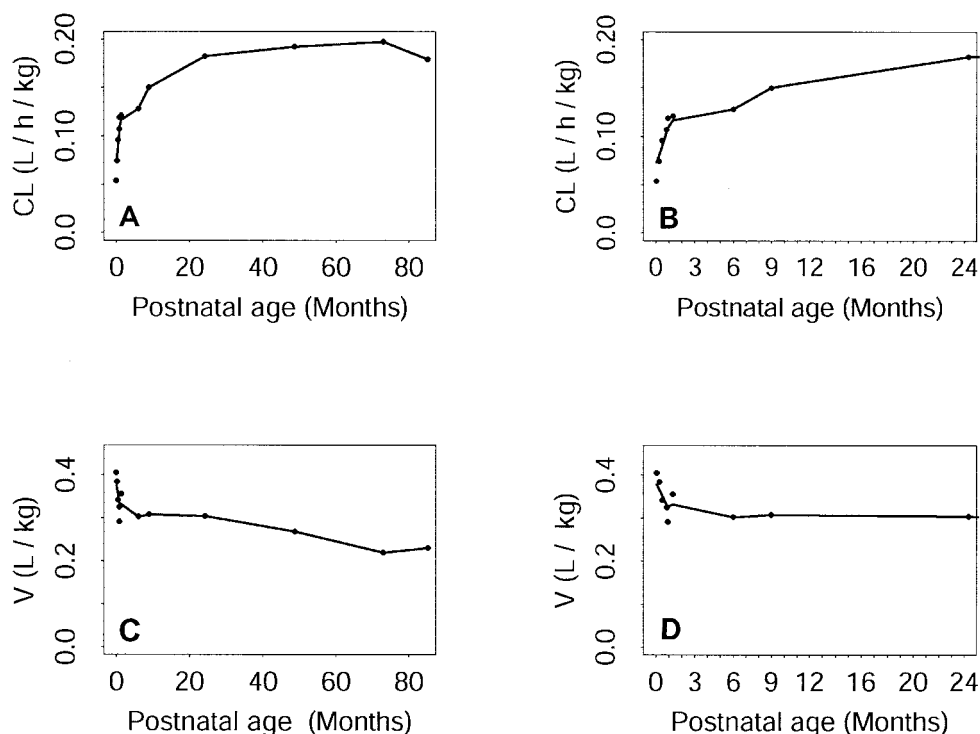 CL (L / h / kg)
0.20
0.10
0.0
A
0 20 40 60 80
Postnatal age (Months)
CL (L / h / kg)
0.20
0.10
0.0
B
0 3 6 9 12 16 20 24
Postnatal age (Months)
V (L / kg)
0.4
0.2
0.0
C
0 20 40 60 80
Postnatal age (Months)
V (L / kg)
0.4
0.2
0.0
D
0 3 6 9 12 16 20 24
Postnatal age (Months)